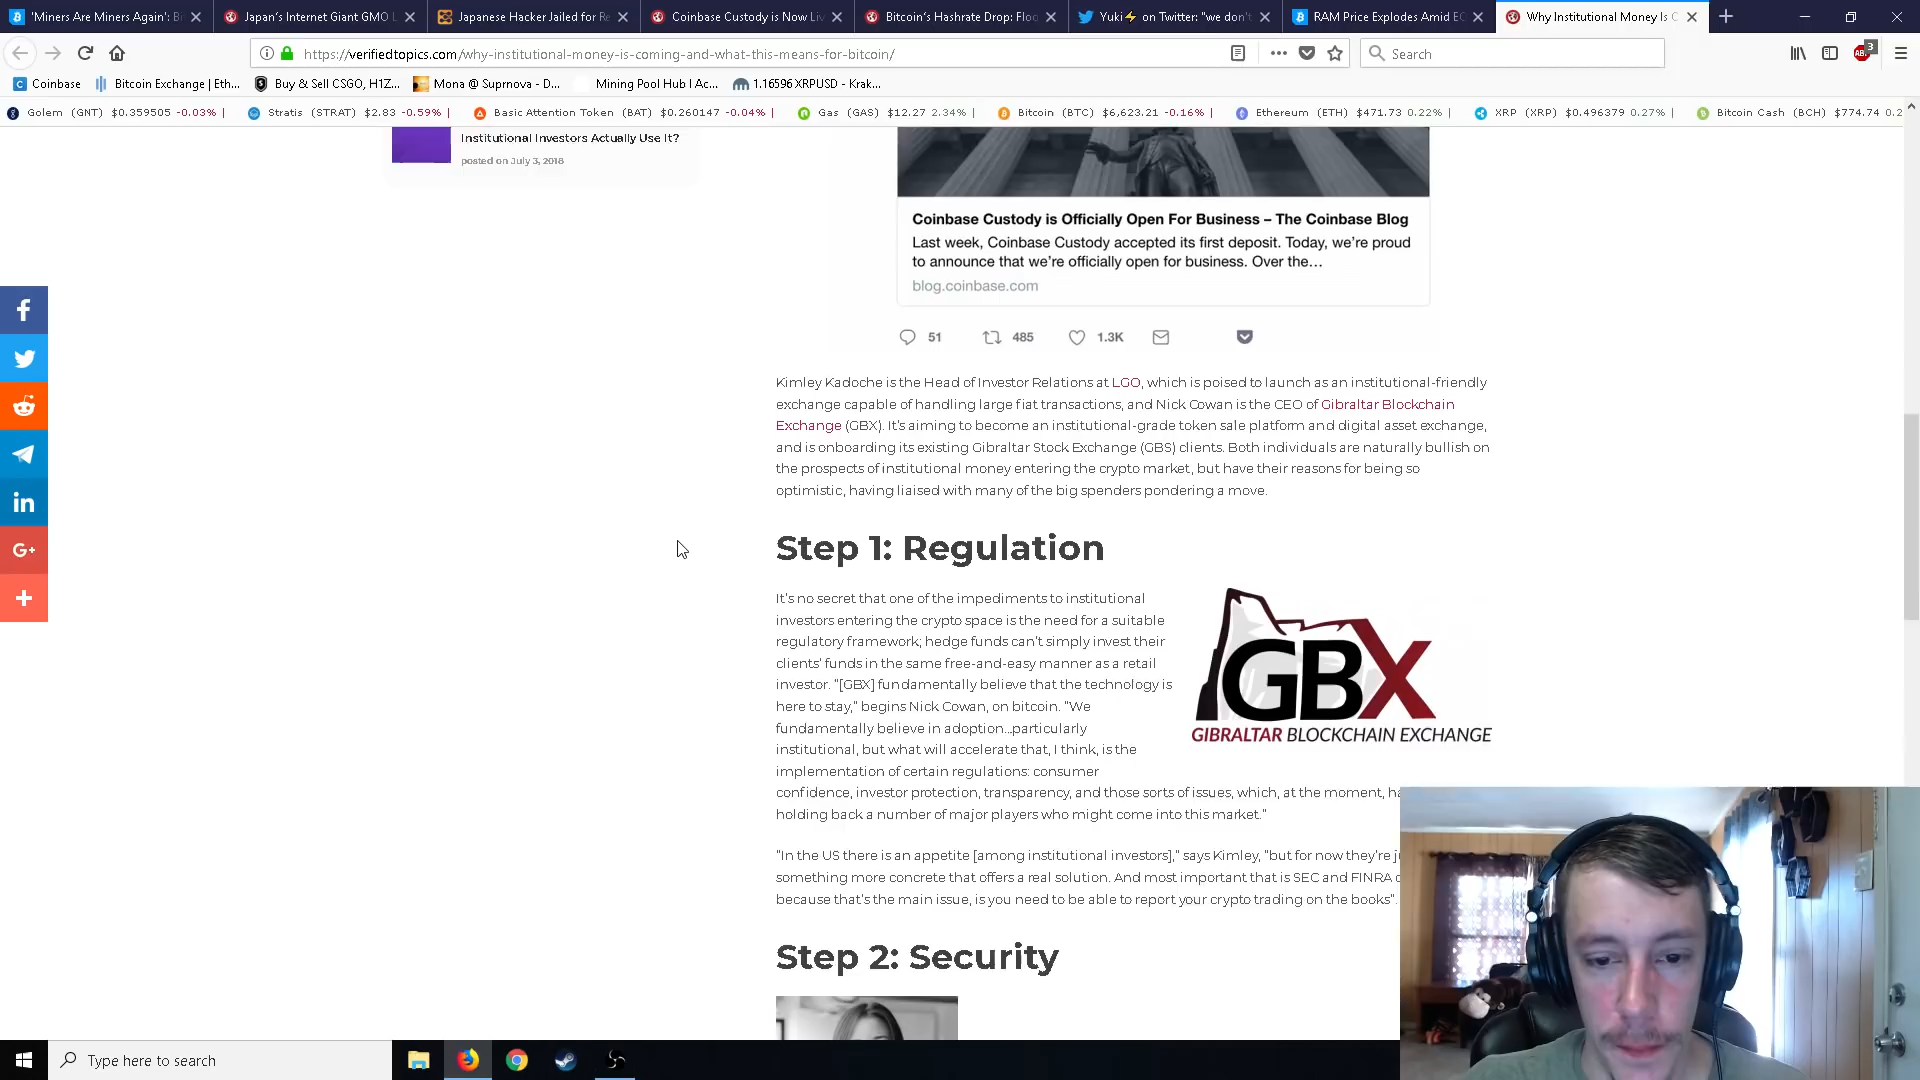 'Miners Are Miners Again': B
Japan's Internet Giant GMO L
Japanese Hacker Jailed for Re
Coinbase Custody is Now Liv
Bitcoin's Hashrate Drop: Floo
Yuki⚡ on Twitter: "we don't
RAM Price Explodes Amid EO
Why Institutional Money Is C
https://verifiedtopics.com/why-institutional-money-is-coming-and-what-this-means-for-bitcoin/
Search
3
Coinbase
Bitcoin Exchange | Eth...
Buy & Sell CSGO, H1Z...
Mona @ Suprnova - D...
Mining Pool Hub | Ac...
1.16596 XRPUSD - Krak...
Golem (GNT) $0.359505 -0.03% |
Stratis (STRAT) $2.83 -0.59% |
Basic Attention Token (BAT) $0.260147 -0.04% |
Gas (GAS) $12.27 2.34% |
Bitcoin (BTC) $6,623.21 -0.16% |
Ethereum (ETH) $471.73 0.22% |
XRP (XRP) $0.496379 0.27% |
Bitcoin Cash (BCH) $774.74 0.2
Institutional Investors Actually Use It?
posted on July 3, 2018
Coinbase Custody is Officially Open For Business – The Coinbase Blog
Last week, Coinbase Custody accepted its first deposit. Today, we're proud
to announce that we're officially open for business. Over the...
blog.coinbase.com
51
485
1.3K
Kimley Kadoche is the Head of Investor Relations at LGO, which is poised to launch as an institutional-friendly
exchange capable of handling large fiat transactions, and Nick Cowan is the CEO of Gibraltar Blockchain
Exchange (GBX). It's aiming to become an institutional-grade token sale platform and digital asset exchange,
and is onboarding its existing Gibraltar Stock Exchange (GBS) clients. Both individuals are naturally bullish on
the prospects of institutional money entering the crypto market, but have their reasons for being so
optimistic, having liaised with many of the big spenders pondering a move.
Step 1: Regulation
It's no secret that one of the impediments to institutional
investors entering the crypto space is the need for a suitable
regulatory framework; hedge funds can't simply invest their
clients' funds in the same free-and-easy manner as a retail
investor. "[GBX] fundamentally believe that the technology is
here to stay," begins Nick Cowan, on bitcoin. "We
fundamentally believe in adoption…particularly
institutional, but what will accelerate that, I think, is the
implementation of certain regulations: consumer
confidence, investor protection, transparency, and those sorts of issues, which, at the moment, ha
holding back a number of major players who might come into this market."
GBX
GIBRALTAR BLOCKCHAIN EXCHANGE
"In the US there is an appetite [among institutional investors]," says Kimley, "but for now they're j
something more concrete that offers a real solution. And most important that is SEC and FINRA
because that's the main issue, is you need to be able to report your crypto trading on the books".
Step 2: Security
Type here to search